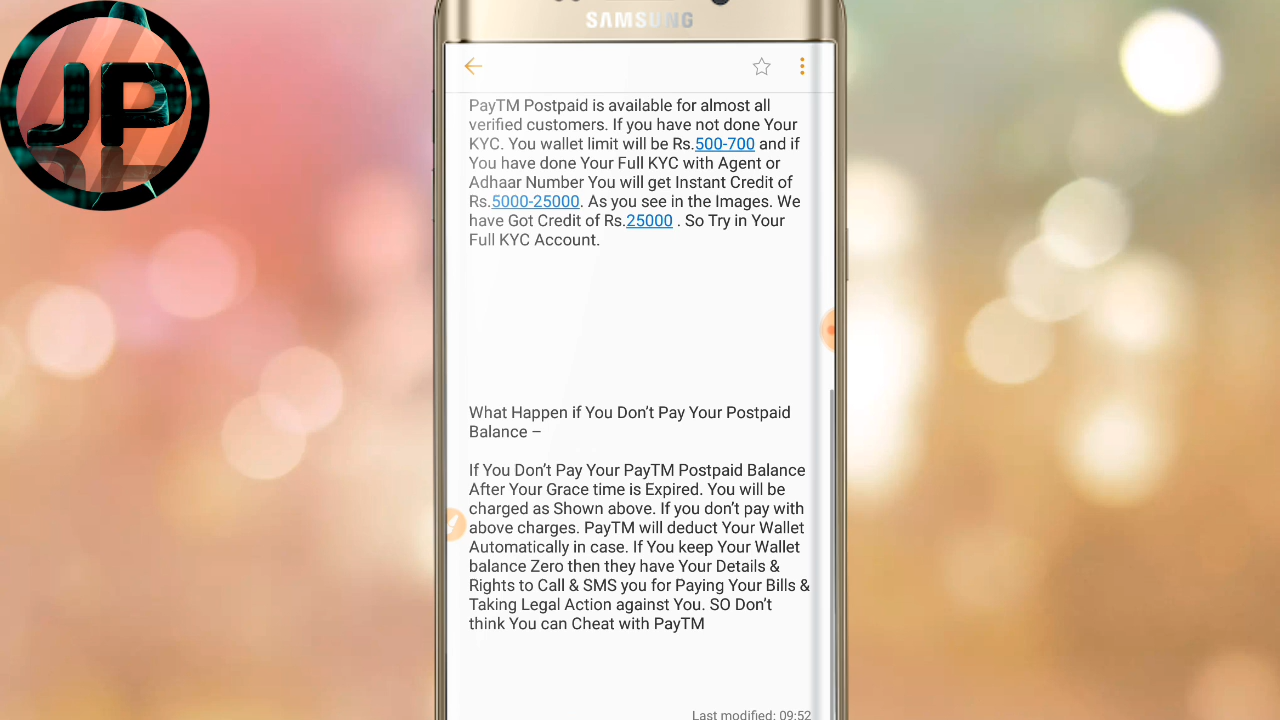 JP
SAMSUNG
PayTM Postpaid is available for almost all
verified customers. If you have not done Your
KYC. You wallet limit will be Rs.500-700 and if
You have done Your Full KYC with Agent or
Adhaar Number You will get Instant Credit of
Rs.5000-25000. As you see in the Images. We
have Got Credit of Rs.25000 . So Try in Your
Full KYC Account.
What Happen if You Don’t Pay Your Postpaid
Balance –
If You Don’t Pay Your PayTM Postpaid Balance
After Your Grace time is Expired. You will be
charged as Shown above. If you don’t pay with
above charges. PayTM will deduct Your Wallet
Automatically in case. If You keep Your Wallet
balance Zero then they have Your Details &
Rights to Call & SMS you for Paying Your Bills &
Taking Legal Action against You. SO Don’t
think You can Cheat with PayTM
Last modified: 09:52